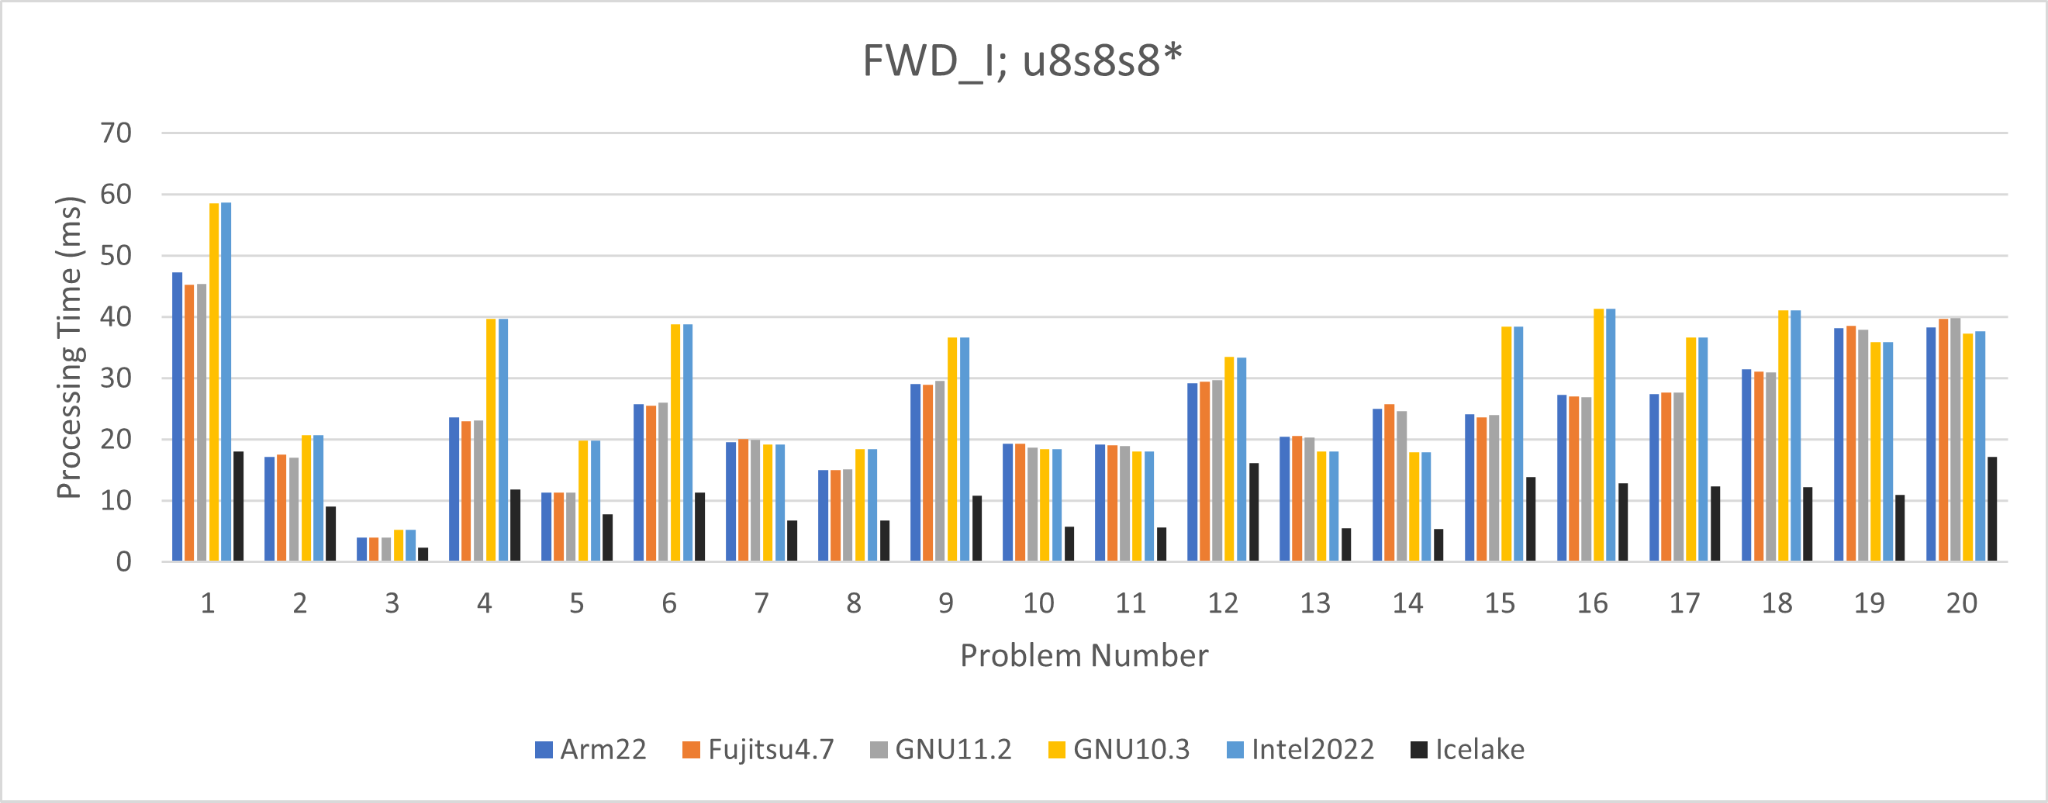 FWD_I; u8s8s8*
70
60
50
40
30
20
10
0
Processing Time (ms)
1 2 3 4 5 6 7 8 9 10 11 12 13 14 15 16 17 18 19 20
Problem Number
Arm22 Fujitsu4.7 GNU11.2 GNU10.3 Intel2022 Icelake